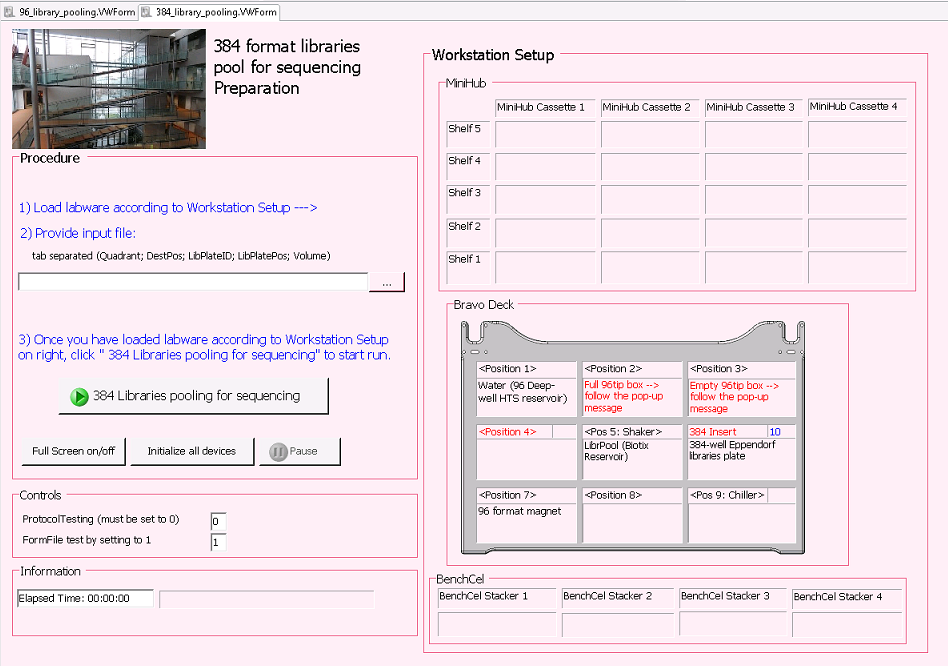 96_library_pooling.VWForm
384_library_pooling.VWForm
384 format libraries
pool for sequencing
Preparation
Procedure
1) Load labware according to Workstation Setup --->
2) Provide input file:
tab separated (Quadrant; DestPos; LibPlateID; LibPlatePos; Volume)
...
3) Once you have loaded labware according to Workstation Setup
on right, click " 384 Libraries pooling for sequencing" to start run.
384 Libraries pooling for sequencing
Full Screen on/off
Initialize all devices
Pause
Controls
ProtocolTesting (must be set to 0)
0
FormFile test by setting to 1
1
Information
Elapsed Time: 00:00:00
Workstation Setup
MiniHub
MiniHub Cassette 1
MiniHub Cassette 2
MiniHub Cassette 3
MiniHub Cassette 4
Shelf 5
Shelf 4
Shelf 3
Shelf 2
Shelf 1
Bravo Deck
<Position 1>
Water (96 Deep-
well HTS reservoir)
<Position 2>
Full 96tip box -->
follow the pop-up
message
<Position 3>
Empty 96tip box -->
follow the pop-up
message
<Position 4>
<Pos 5: Shaker>
LibrPool (Biotix
Reservoir)
384 Insert
10
384-well Eppendorf
libraries plate
<Position 7>
96 format magnet
<Position 8>
<Pos 9: Chiller>
BenchCel
BenchCel Stacker 1
BenchCel Stacker 2
BenchCel Stacker 3
BenchCel Stacker 4